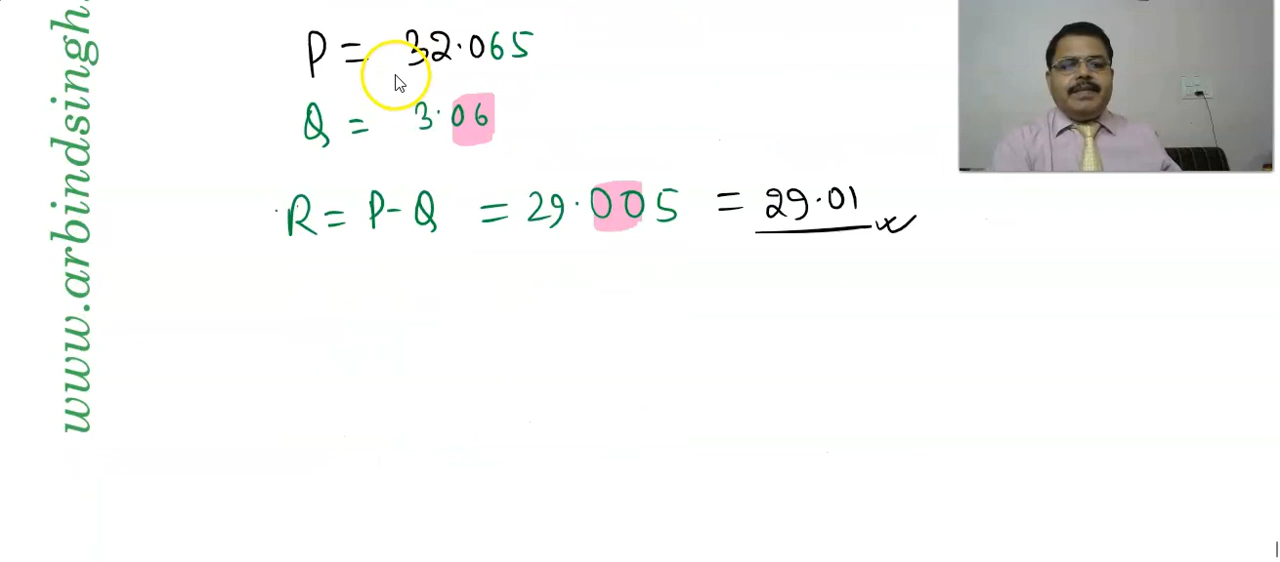 P = 32.065
Q = 3.06
R = P-Q = 29.005 = 29.01
www.arbindsingh.